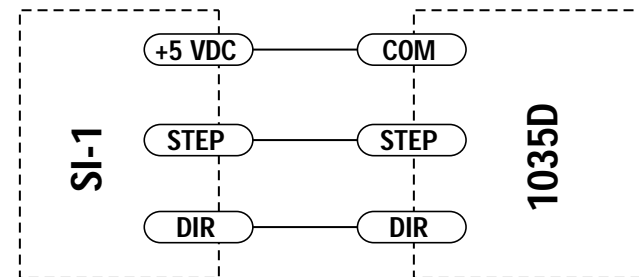 +5 VDC COM
SI-1
STEP STEP
1035D
DIR DIR